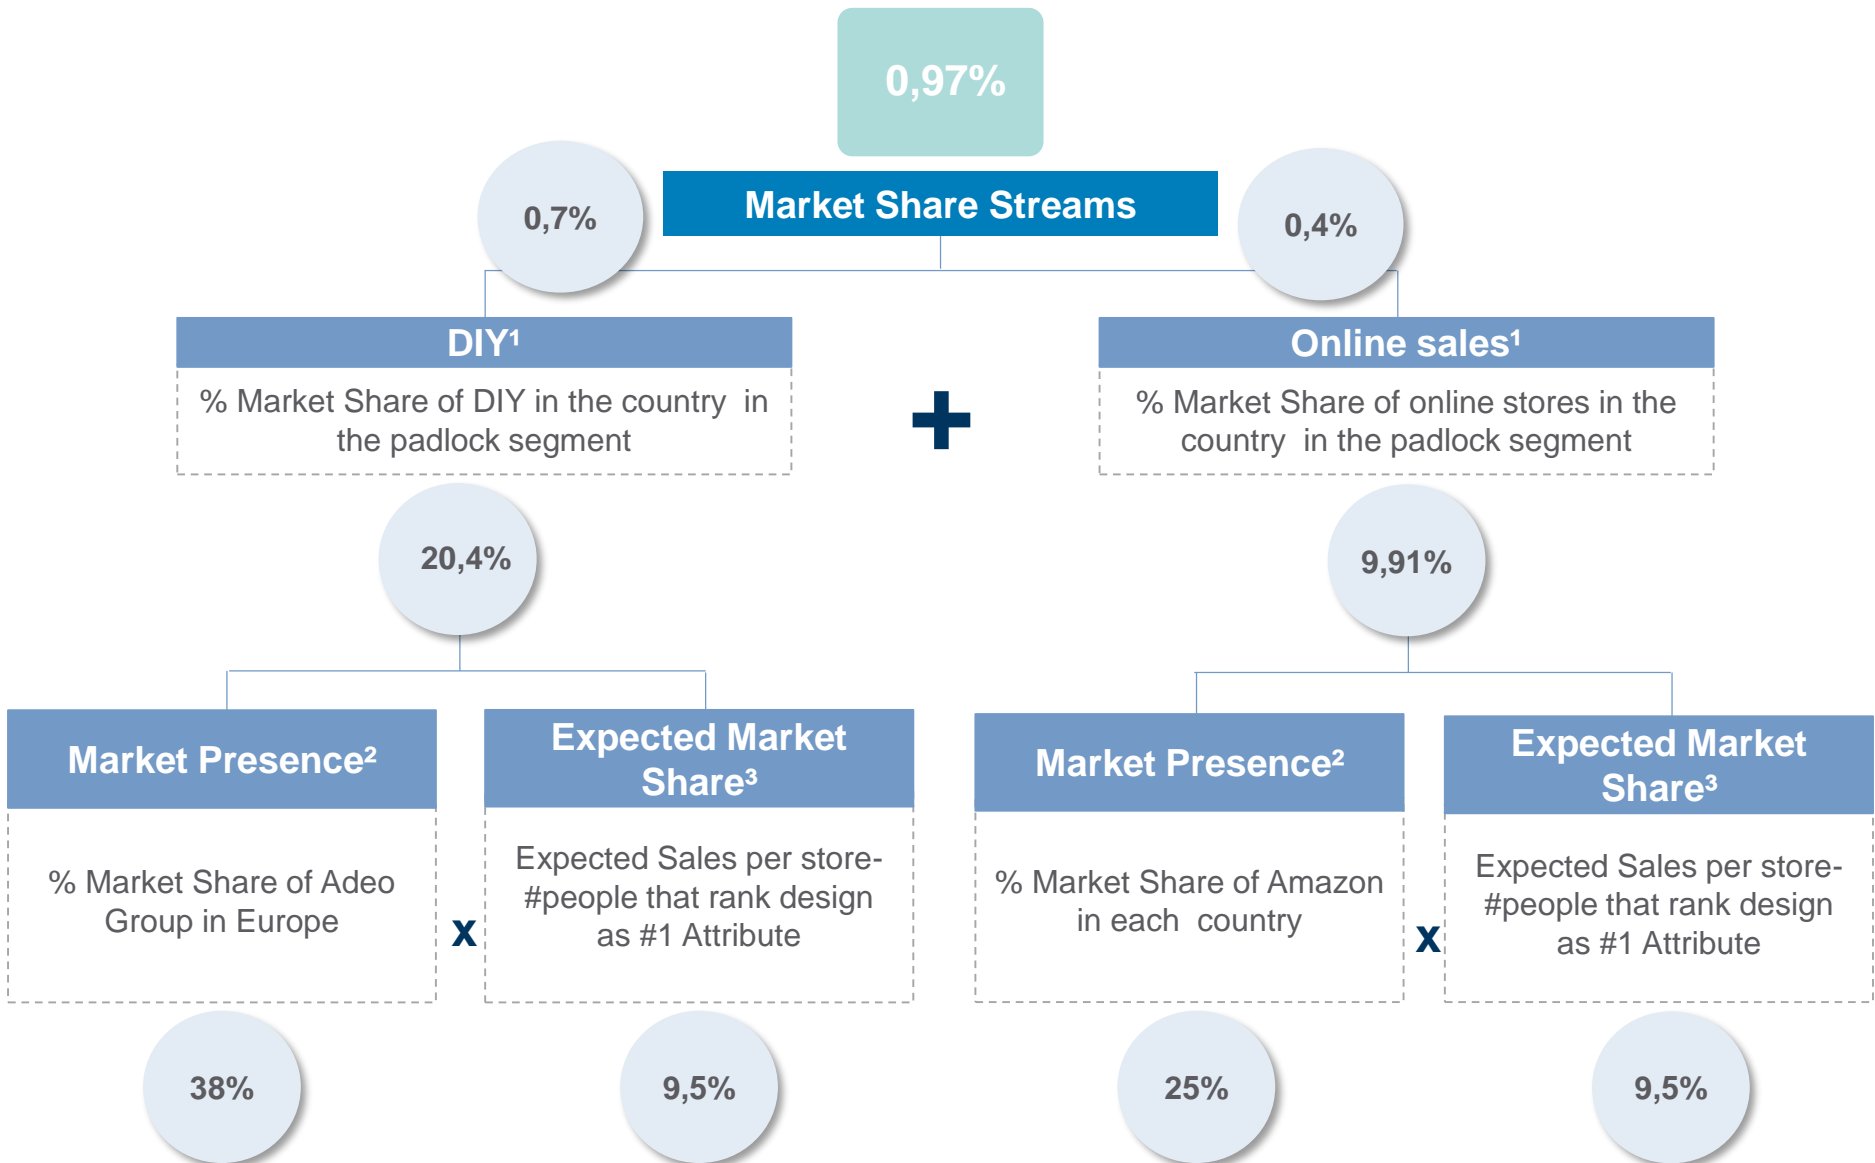 0,97%
0,7%
Market Share Streams
0,4%
DIY¹
% Market Share of DIY in the country in
the padlock segment
+
Online sales¹
% Market Share of online stores in the
country in the padlock segment
20,4%
9,91%
Market Presence²
% Market Share of Adeo
Group in Europe
x
Expected Market
Share³
Expected Sales per store-
#people that rank design
as #1 Attribute
Market Presence²
% Market Share of Amazon
in each country
x
Expected Market
Share³
Expected Sales per store-
#people that rank design
as #1 Attribute
38%
9,5%
25%
9,5%